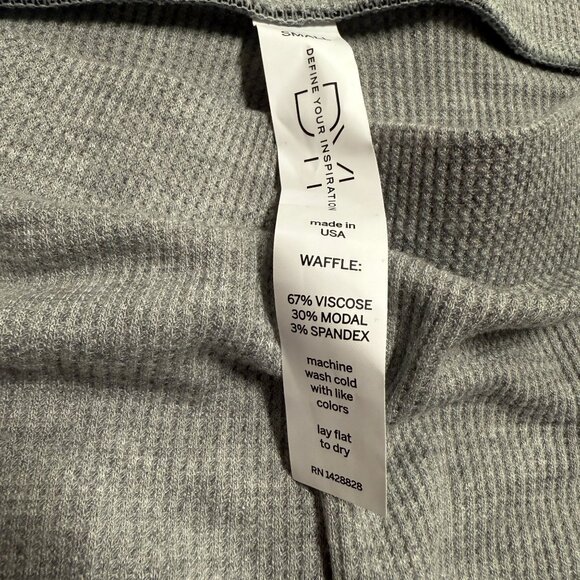 SMALL
DEFINE YOUR INSPIRATION
DYI
made in
USA
WAFFLE:
67% VISCOSE
30% MODAL
3% SPANDEX
machine
wash cold
with like
colors
lay flat
to dry
RN 1428828